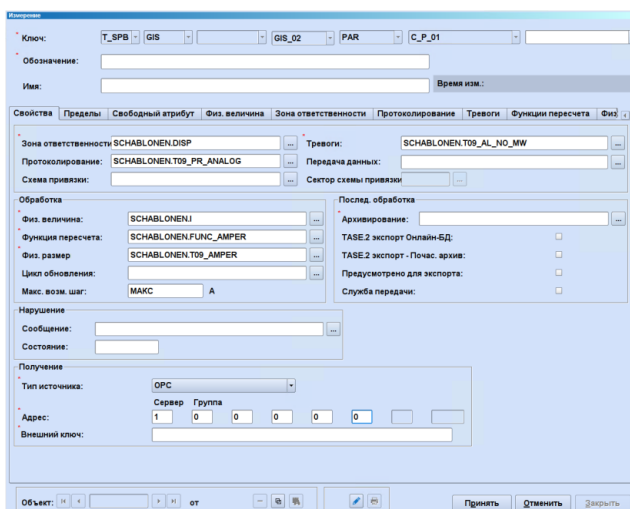 Измерение
* Ключ: T_SPB GIS GIS_02 PAR C_P_01
* Обозначение:
Имя: Время изм.:
Свойства Пределы Свободный атрибут Физ. величина Зона ответственности Протоколирование Тревоги Функции пересчета Физ
* Зона ответственности SCHABLONEN.DISP ... * Тревоги: SCHABLONEN.T09_AL_NO_MW ...
* Протоколирование: SCHABLONEN.T09_PR_ANALOG ... Передача данных: ...
Схема привязки: ... Сектор схемы привязки ...
Обработка Послед. обработка
* Физ. величина: SCHABLONEN.I ... * Архивирование: ...
* Функция пересчета: SCHABLONEN.FUNC_AMPER ... TASE.2 экспорт Онлайн-БД:
* Физ. размер SCHABLONEN.T09_AMPER ... TASE.2 экспорт - Почас. архив:
Цикл обновления: ... Предусмотрено для экспорта:
Макс. возм. шаг: МАКС A Служба передачи:
Нарушение
Сообщение: ...
Состояние:
Получение
* Тип источника: OPC
Сервер Группа
* Адрес: 1 0 0 0 0 0
* Внешний ключ:
Объект: от Принять Отменить Закрыть